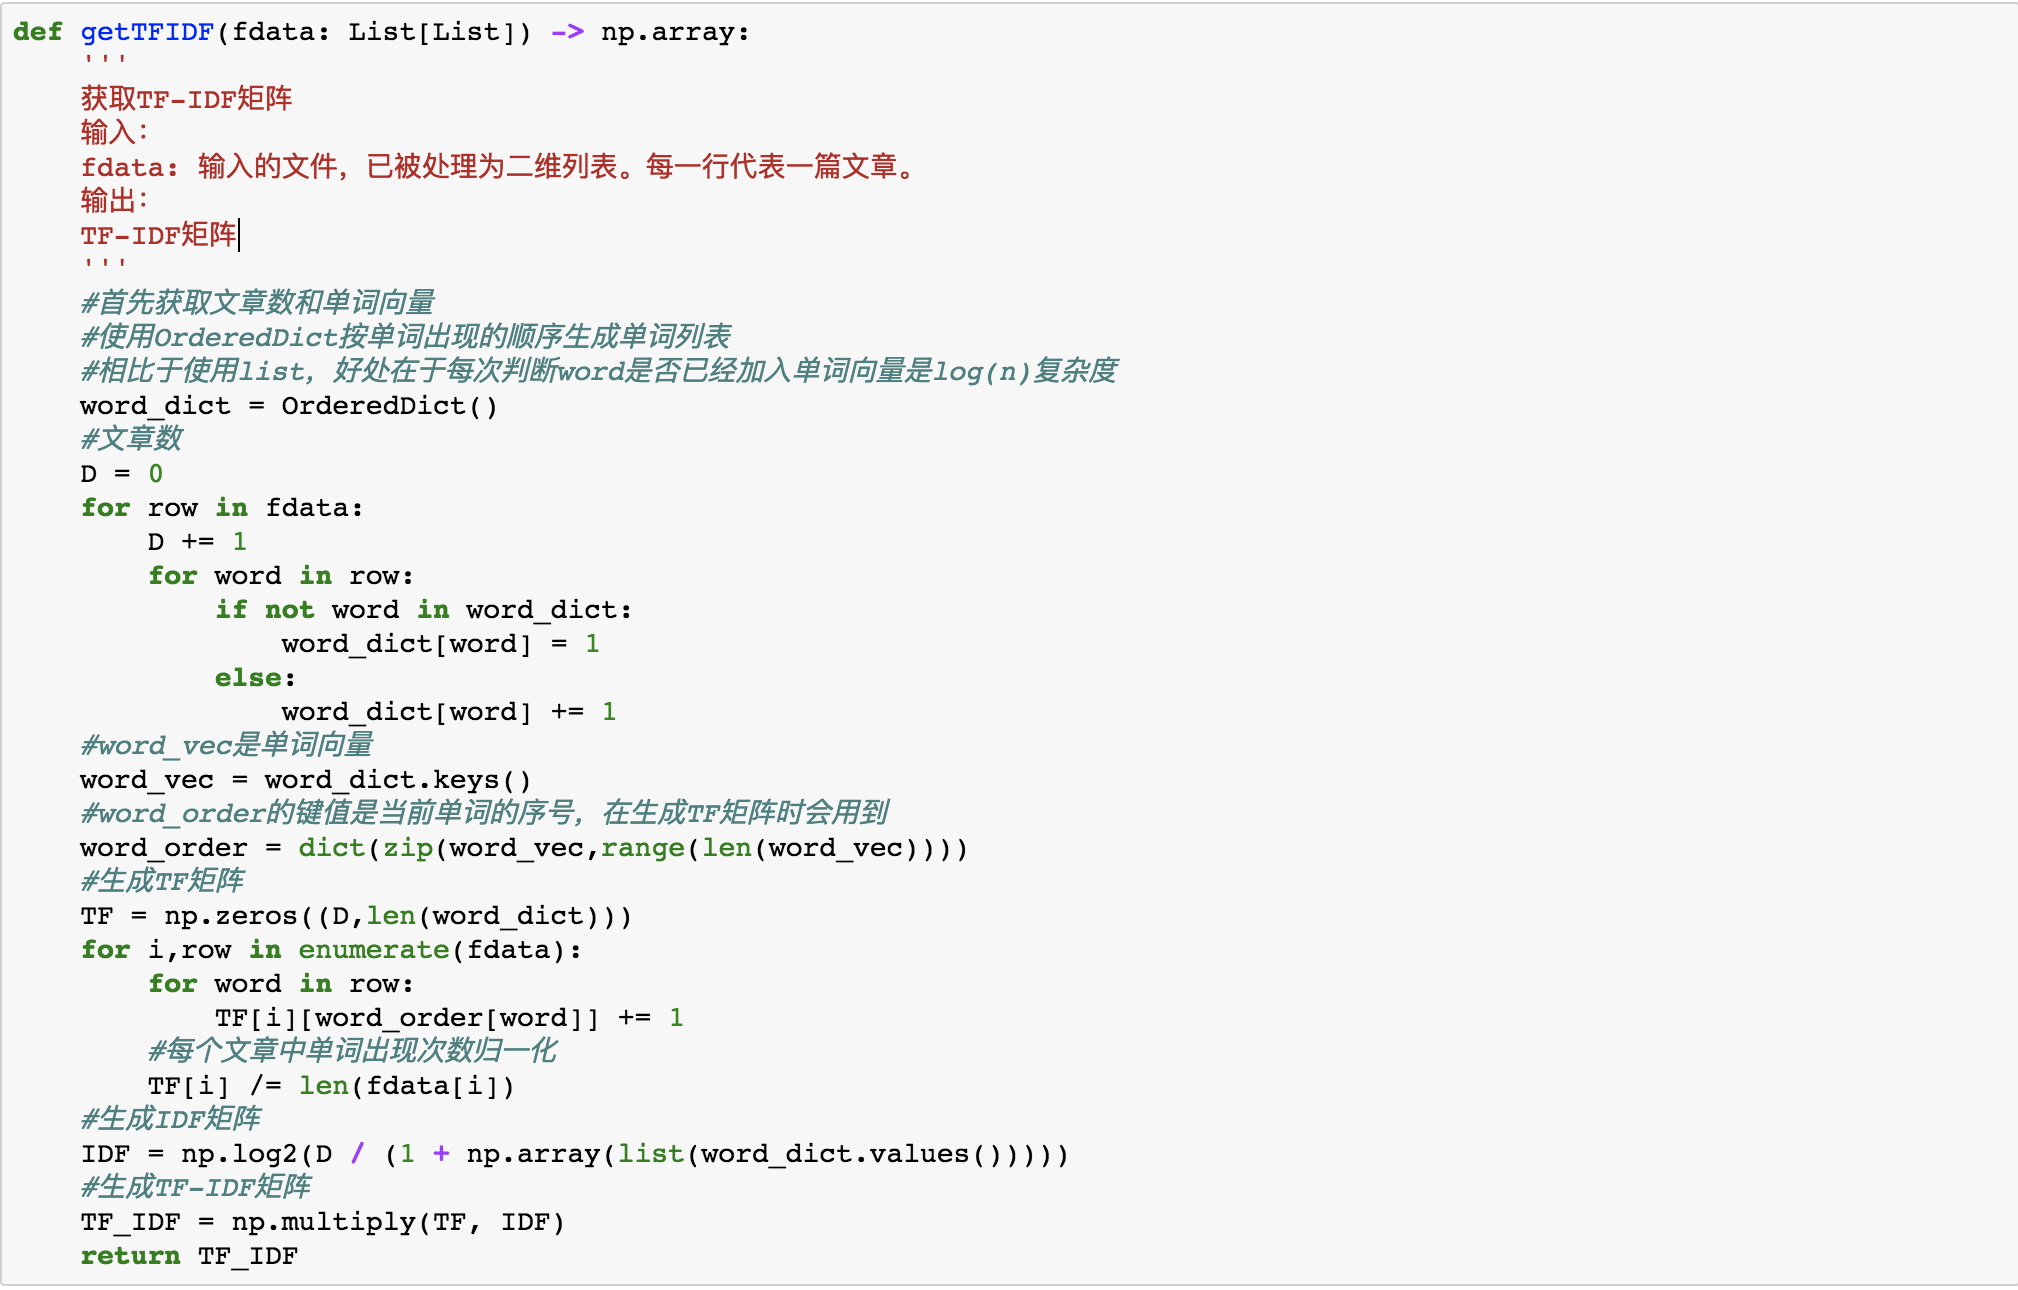 def getTFIDF(fdata: List[List]) -> np.array:
    '''
    获取TF-IDF矩阵
    输入：
    fdata: 输入的文件，已被处理为二维列表。每一行代表一篇文章。
    输出：
    TF-IDF矩阵
    '''
    #首先获取文章数和单词向量
    #使用OrderedDict按单词出现的顺序生成单词列表
    #相比于使用list，好处在于每次判断word是否已经加入单词向量是log(n)复杂度
    word_dict = OrderedDict()
    #文章数
    D = 0
    for row in fdata:
        D += 1
        for word in row:
            if not word in word_dict:
                word_dict[word] = 1
            else:
                word_dict[word] += 1
    #word_vec是单词向量
    word_vec = word_dict.keys()
    #word_order的键值是当前单词的序号，在生成TF矩阵时会用到
    word_order = dict(zip(word_vec,range(len(word_vec))))
    #生成TF矩阵
    TF = np.zeros((D,len(word_dict)))
    for i,row in enumerate(fdata):
        for word in row:
            TF[i][word_order[word]] += 1
        #每个文章中单词出现次数归一化
        TF[i] /= len(fdata[i])
    #生成IDF矩阵
    IDF = np.log2(D / (1 + np.array(list(word_dict.values()))))
    #生成TF-IDF矩阵
    TF_IDF = np.multiply(TF, IDF)
    return TF_IDF